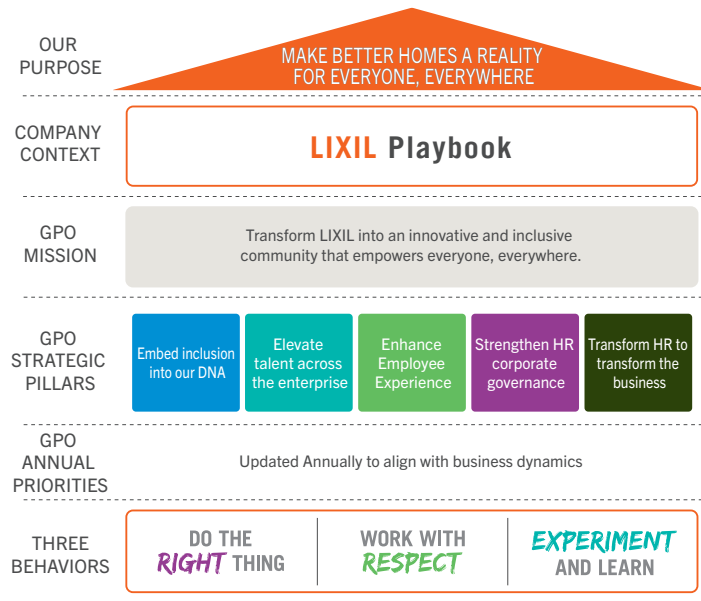 OUR
PURPOSE
MAKE BETTER HOMES A REALITY
FOR EVERYONE, EVERYWHERE
COMPANY
CONTEXT
LIXIL Playbook
GPO
MISSION
Transform LIXIL into an innovative and inclusive
community that empowers everyone, everywhere.
GPO
STRATEGIC
PILLARS
Embed inclusion
into our DNA
Elevate
talent across
the enterprise
Enhance
Employee
Experience
Strengthen HR
corporate
governance
Transform HR to
transform the
business
GPO
ANNUAL
PRIORITIES
Updated Annually to align with business dynamics
THREE
BEHAVIORS
DO THE
RIGHT THING
WORK WITH
RESPECT
EXPERIMENT
AND LEARN